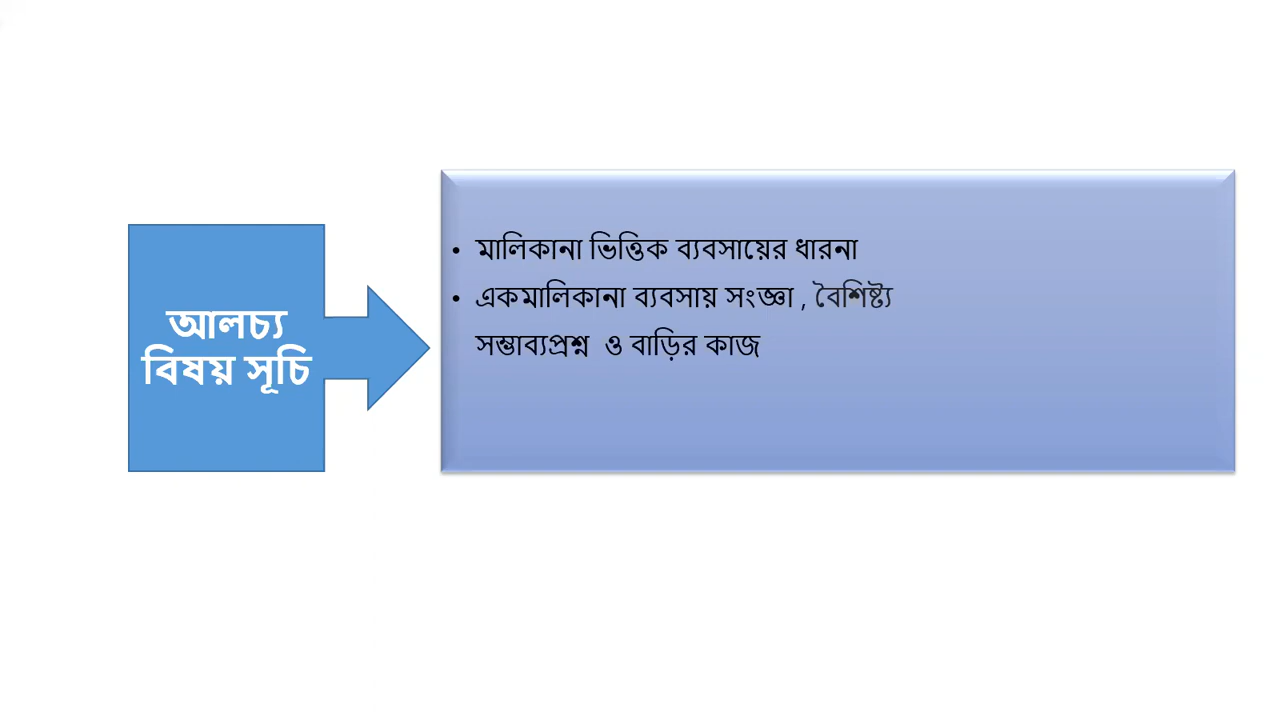 আলচ্য
বিষয় সূচি
• মালিকানা ভিত্তিক ব্যবসায়ের ধারনা
• একমালিকানা ব্যবসায় সংজ্ঞা , বৈশিষ্ট্য
সম্ভাব্যপ্রশ্ন ও বাড়ির কাজ